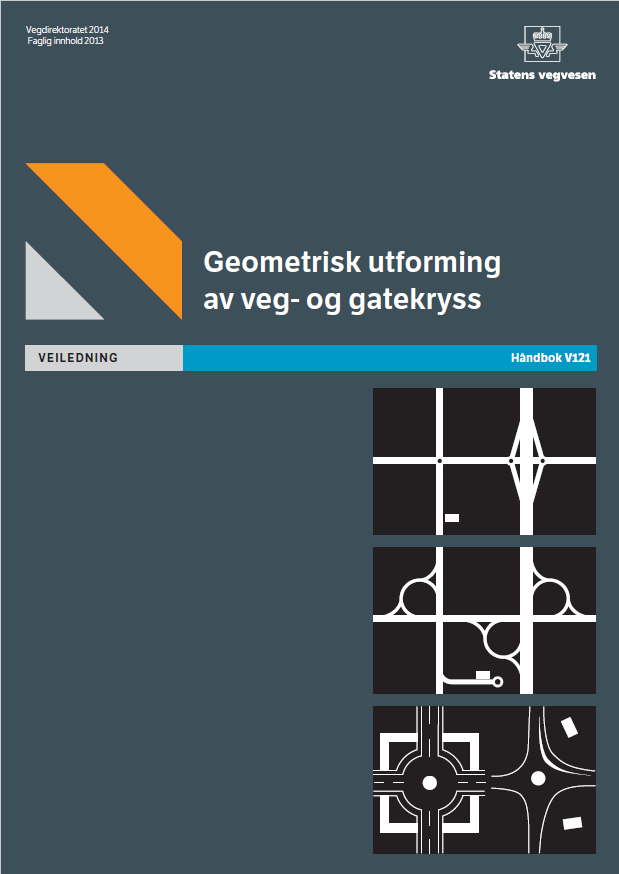 Vegdirektoratet 2014
Faglig innhold 2013
Statens vegvesen
Geometrisk utforming
av veg- og gatekryss
VEILEDNING
Håndbok V121